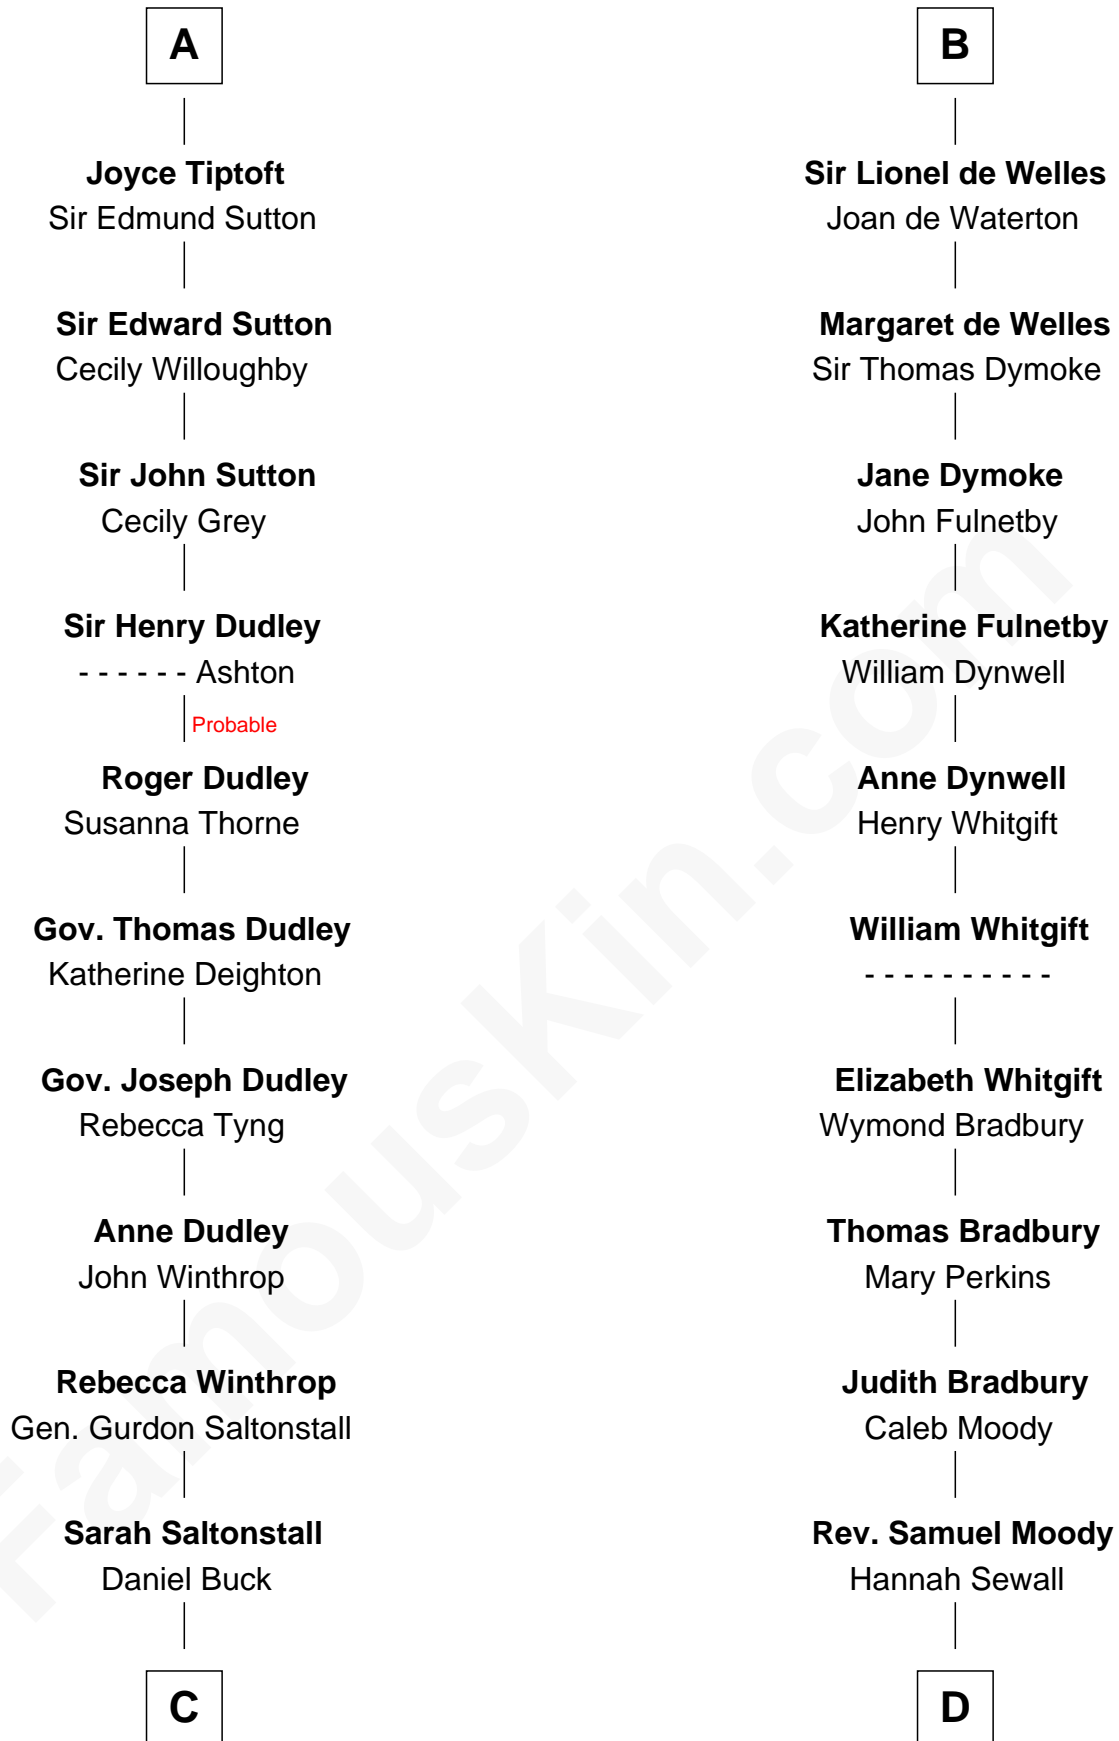 A
Joyce Tiptoft
Sir Edmund Sutton
Sir Edward Sutton
Cecily Willoughby
Sir John Sutton
Cecily Grey
Sir Henry Dudley
- - - - - - Ashton
Probable
Roger Dudley
Susanna Thorne
Gov. Thomas Dudley
Katherine Deighton
Gov. Joseph Dudley
Rebecca Tyng
Anne Dudley
John Winthrop
Rebecca Winthrop
Gen. Gurdon Saltonstall
Sarah Saltonstall
Daniel Buck
C
B
Sir Lionel de Welles
Joan de Waterton
Margaret de Welles
Sir Thomas Dymoke
Jane Dymoke
John Fulnetby
Katherine Fulnetby
William Dynwell
Anne Dynwell
Henry Whitgift
William Whitgift
- - - - - - - - - -
Elizabeth Whitgift
Wymond Bradbury
Thomas Bradbury
Mary Perkins
Judith Bradbury
Caleb Moody
Rev. Samuel Moody
Hannah Sewall
D
FamousKin.com